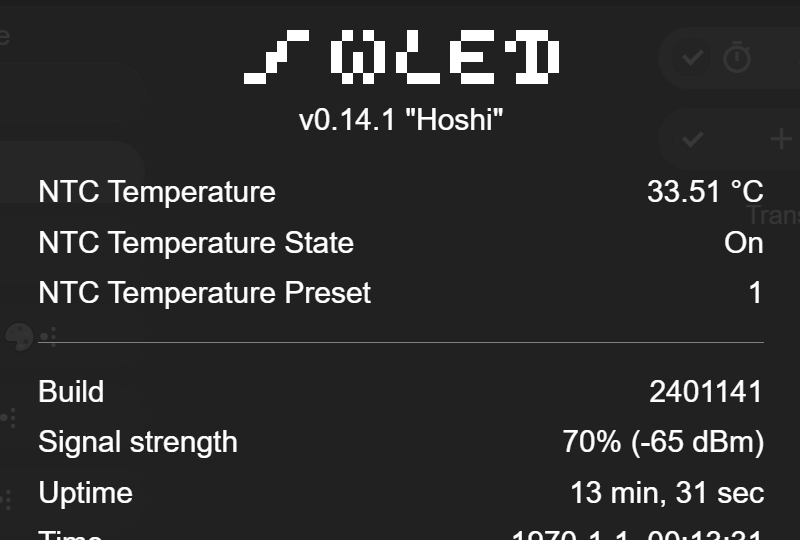 WLED
v0.14.1 "Hoshi"
NTC Temperature 33.51 °C
NTC Temperature State On
NTC Temperature Preset 1
Build 2401141
Signal strength 70% (-65 dBm)
Uptime 13 min, 31 sec
Time 1970-1-1, 00:13:31